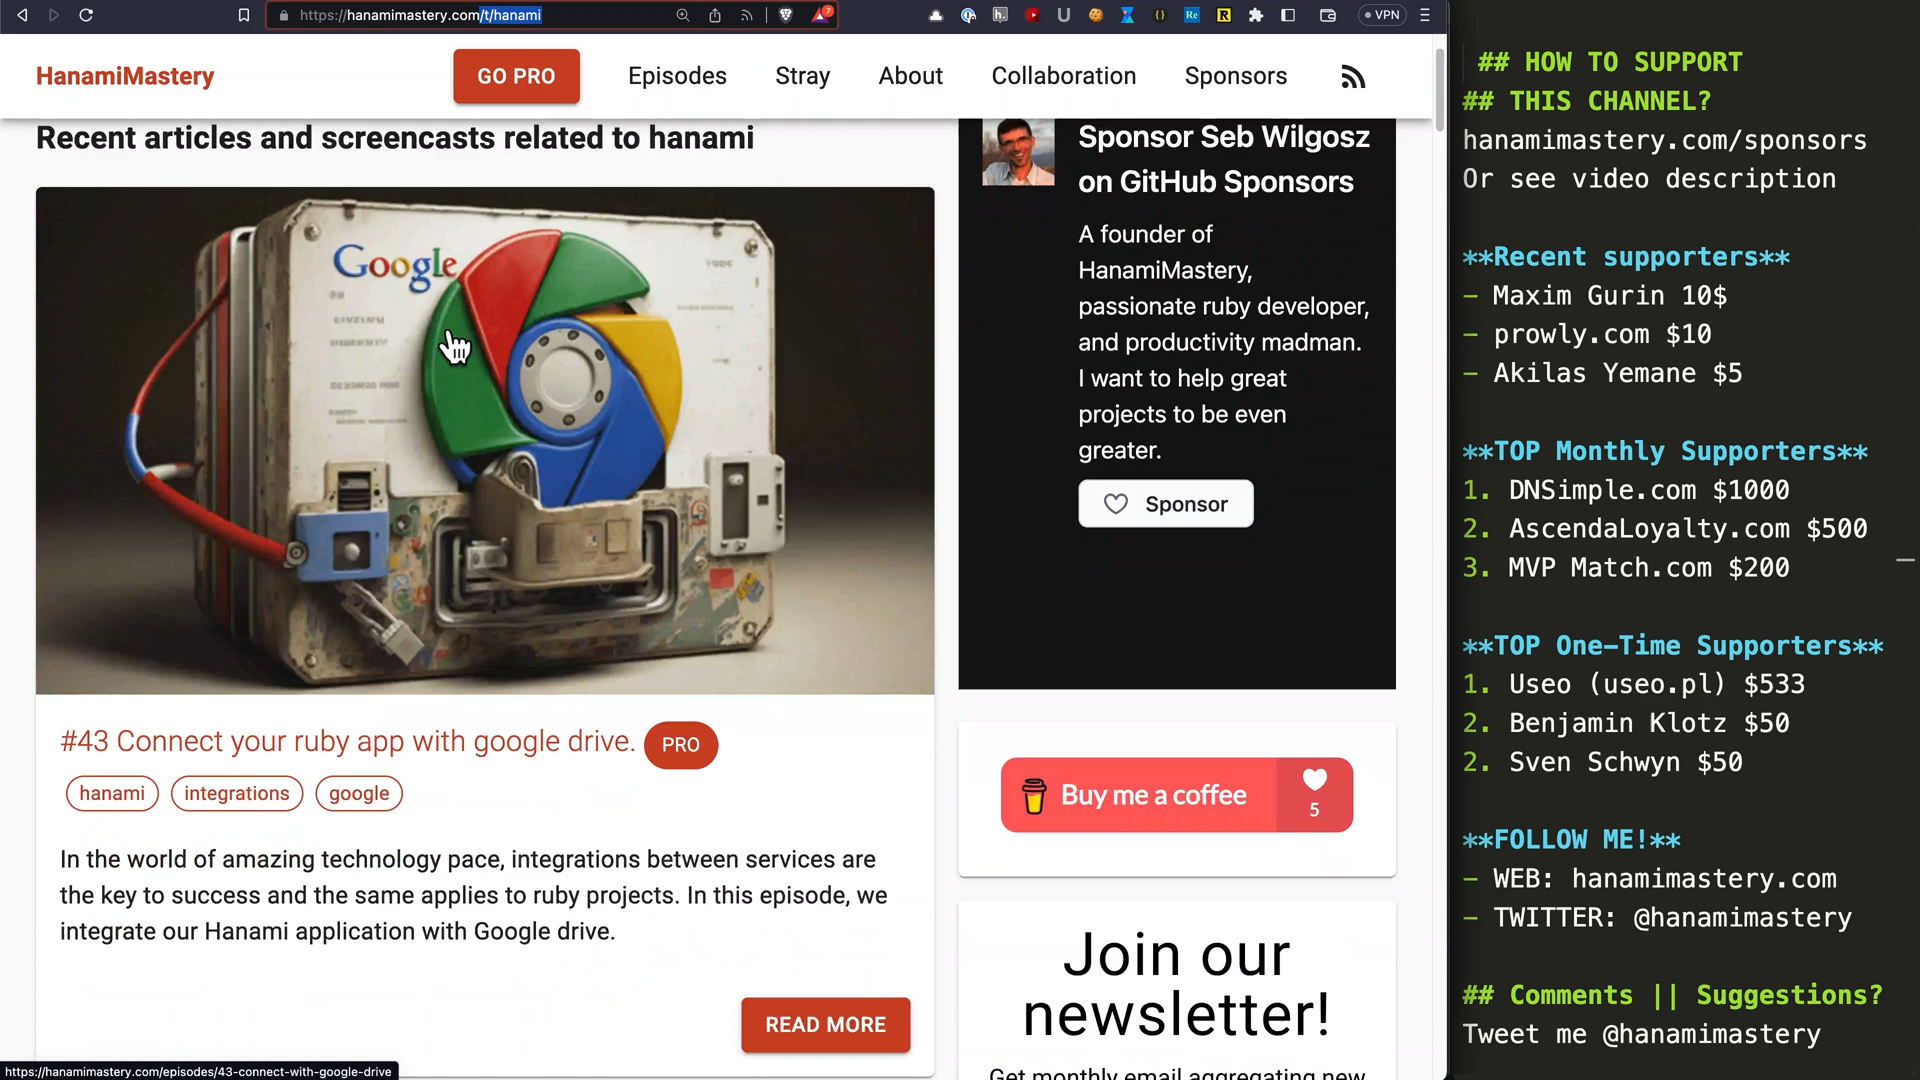 https://hanamimastery.com/t/hanami
7
VPN
HanamiMastery
GO PRO
Episodes
Stray
About
Collaboration
Sponsors
Recent articles and screencasts related to hanami
Google
#43 Connect your ruby app with google drive.
PRO
hanami
integrations
google
In the world of amazing technology pace, integrations between services are
the key to success and the same applies to ruby projects. In this episode, we
integrate our Hanami application with Google drive.
READ MORE
https://hanamimastery.com/episodes/43-connect-with-google-drive
Sponsor Seb Wilgosz
on GitHub Sponsors
A founder of
HanamiMastery,
passionate ruby developer,
and productivity madman.
I want to help great
projects to be even
greater.
Sponsor
Buy me a coffee
5
Join our
newsletter!
Get monthly email aggregating new
## HOW TO SUPPORT
## THIS CHANNEL?
hanamimastery.com/sponsors
Or see video description
**Recent supporters**
- Maxim Gurin 10$
- prowly.com $10
- Akilas Yemane $5
**TOP Monthly Supporters**
1. DNSimple.com $1000
2. AscendaLoyalty.com $500
3. MVP Match.com $200
**TOP One-Time Supporters**
1. Useo (useo.pl) $533
2. Benjamin Klotz $50
2. Sven Schwyn $50
**FOLLOW ME!**
- WEB: hanamimastery.com
- TWITTER: @hanamimastery
## Comments || Suggestions?
Tweet me @hanamimastery